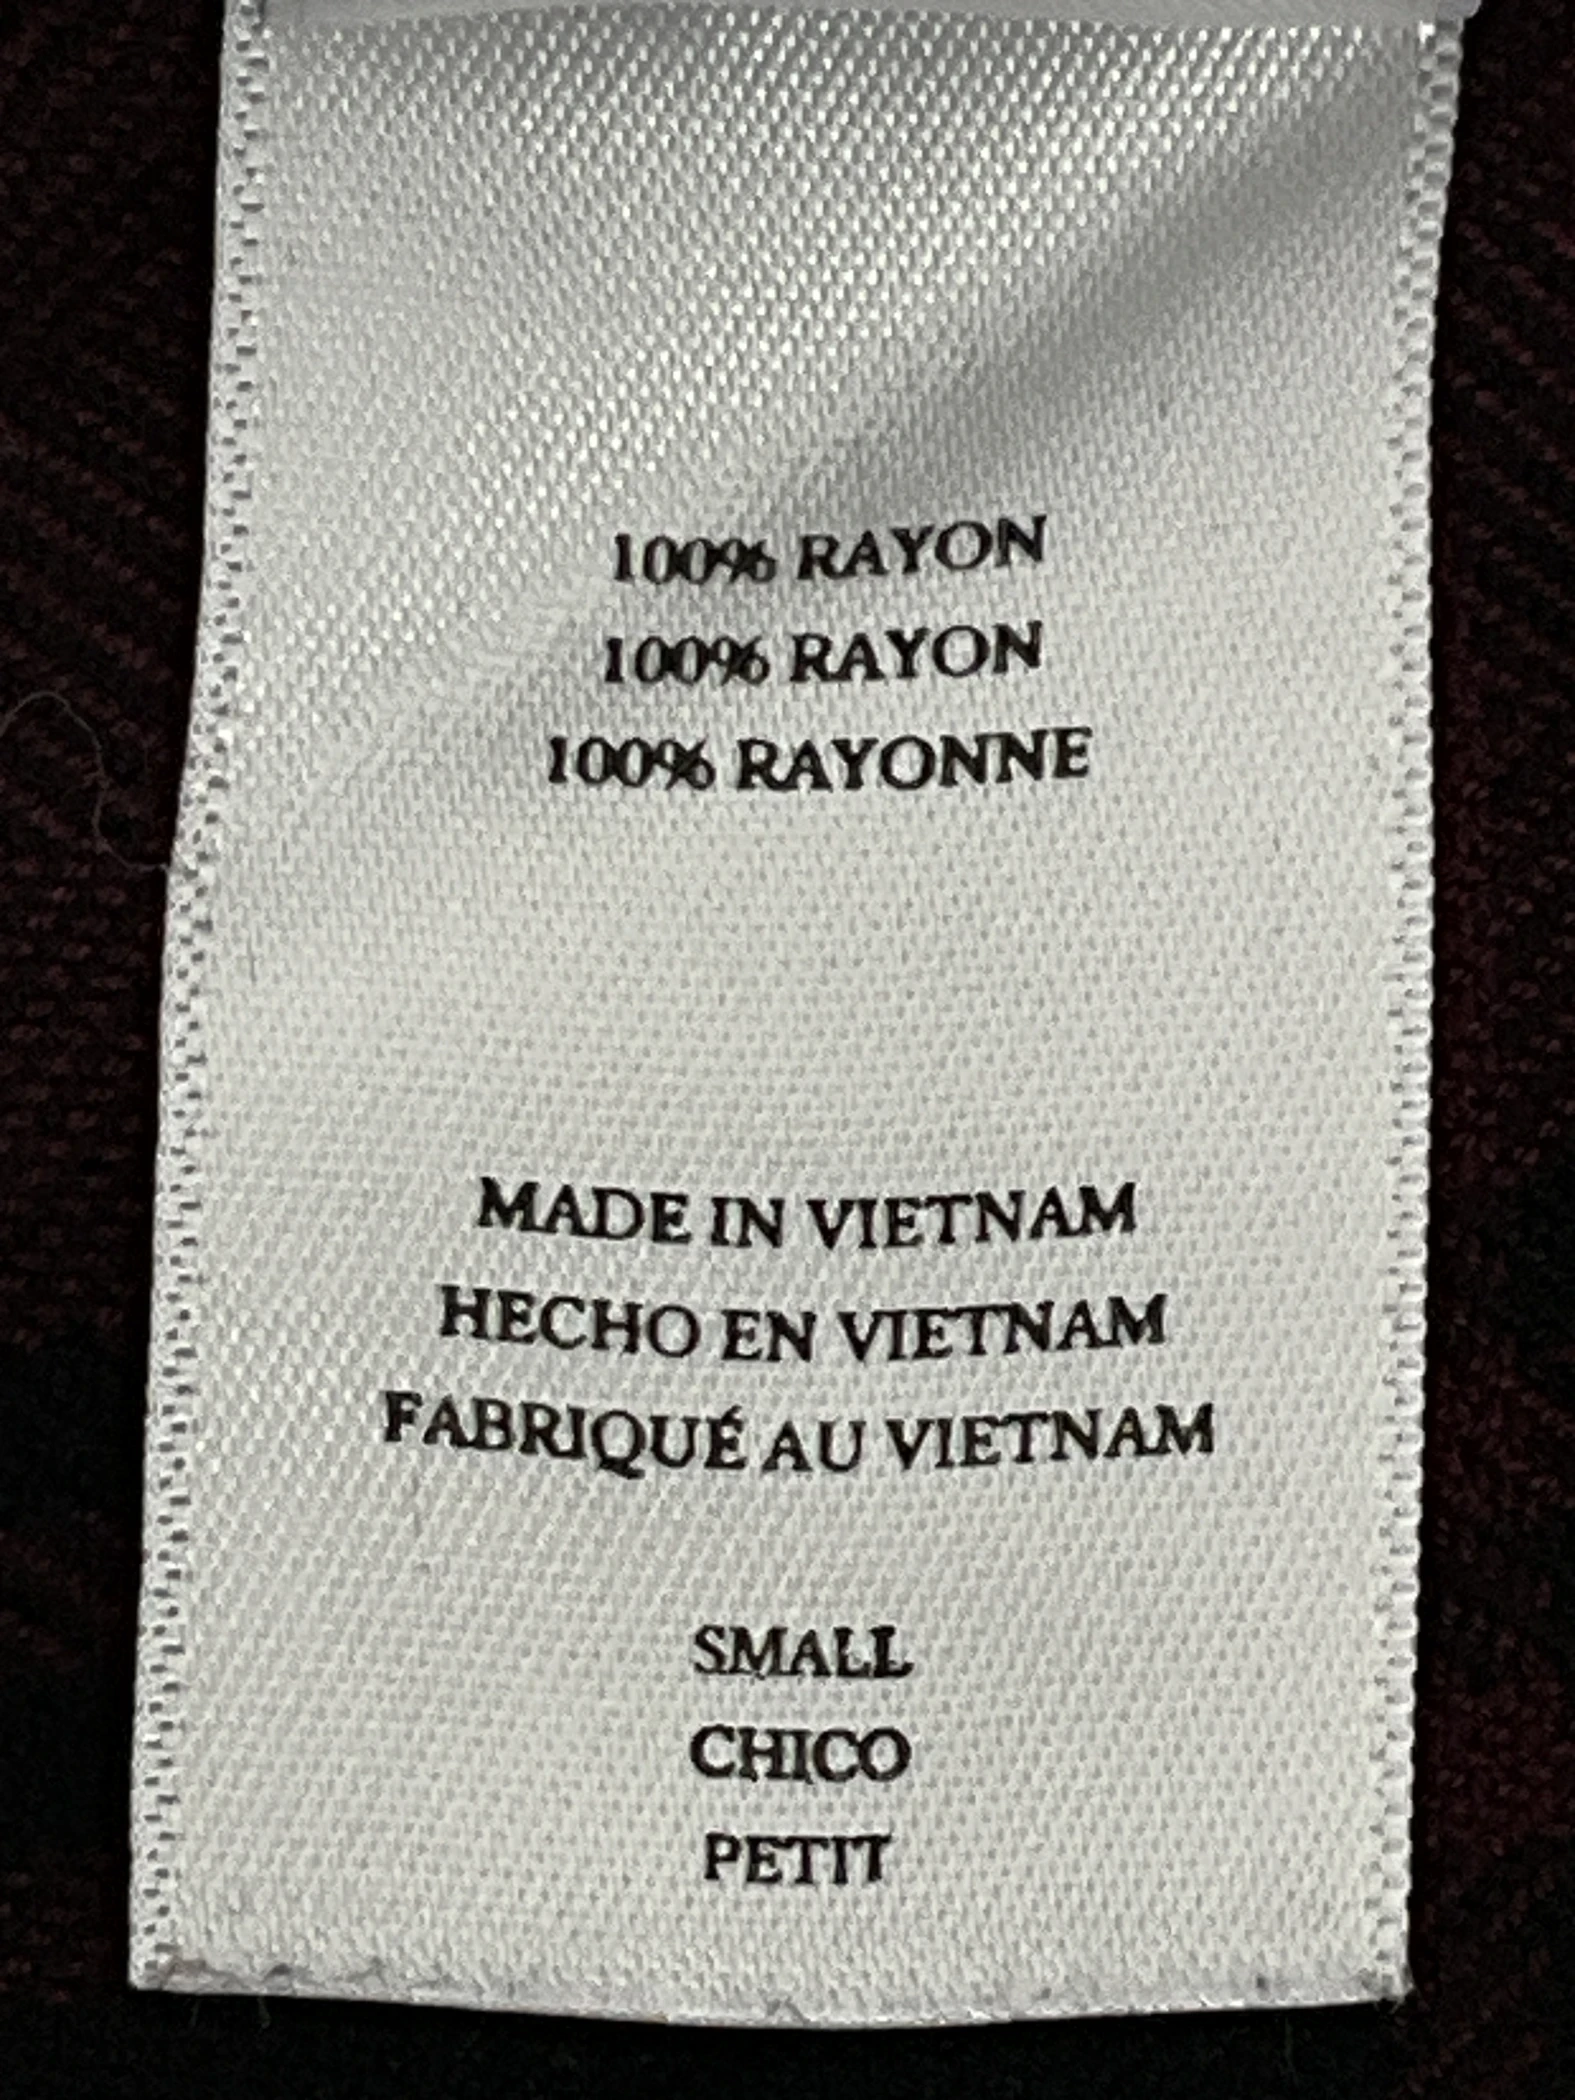 100% RAYON
100% RAYON
100% RAYONNE
MADE IN VIETNAM
HECHO EN VIETNAM
FABRIQUÉ AU VIETNAM
SMALL
CHICO
PETIT